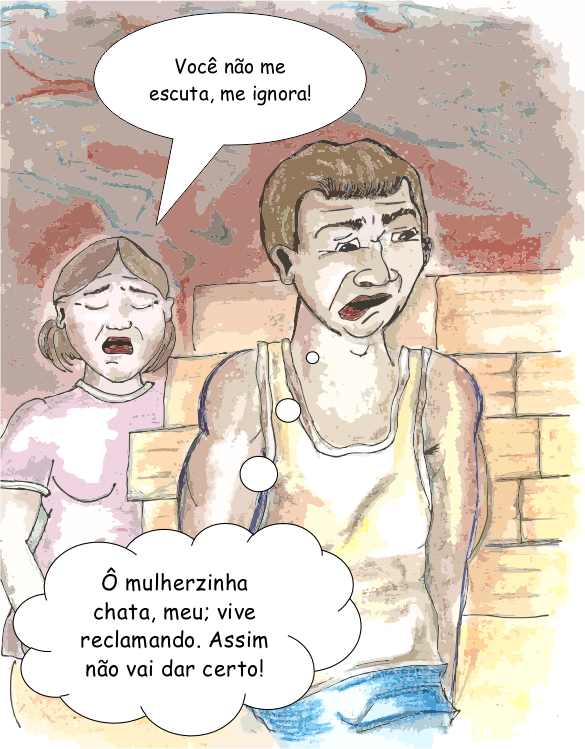 Você não me
escuta, me ignora!
Ô mulherzinha
chata, meu; vive
reclamando. Assim
não vai dar certo!